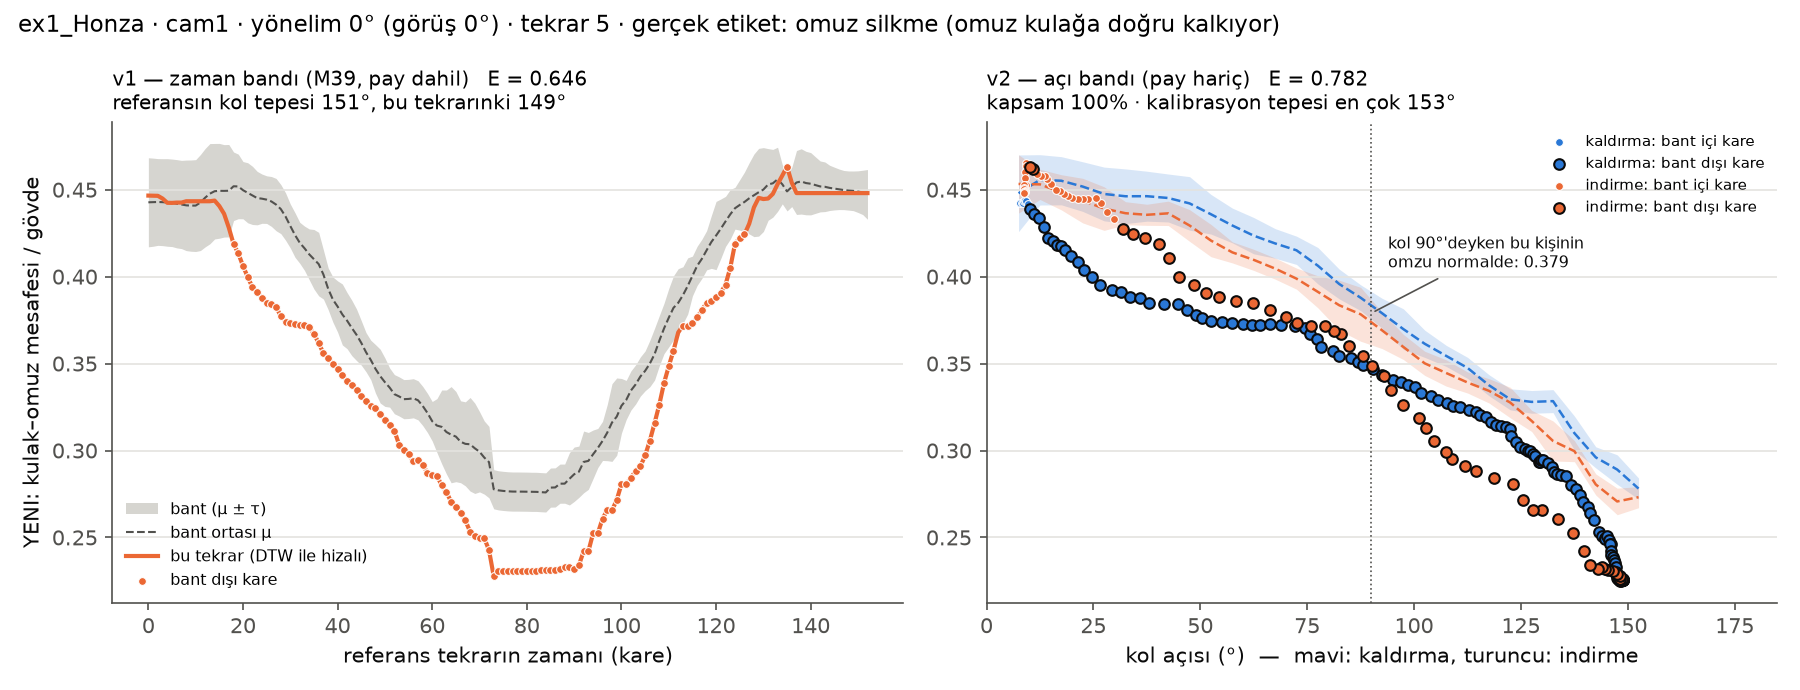 ex1_Honza · cam1 · yönelim 0° (görüş 0°) · tekrar 5 · gerçek etiket: omuz silkme (omuz kulağa doğru kalkıyor)
v1 — zaman bandı (M39, pay dahil)   E = 0.646
referansın kol tepesi 151°, bu tekrarınki 149°
YENİ: kulak–omuz mesafesi / gövde
0.45
0.40
0.35
0.30
0.25
bant (μ ± τ)
bant ortası μ
bu tekrar (DTW ile hizalı)
bant dışı kare
0 20 40 60 80 100 120 140
referans tekrarın zamanı (kare)
v2 — açı bandı (pay hariç)   E = 0.782
kapsam 100% · kalibrasyon tepesi en çok 153°
kaldırma: bant içi kare
kaldırma: bant dışı kare
indirme: bant içi kare
indirme: bant dışı kare
kol 90°'deyken bu kişinin
omzu normalde: 0.379
0.45
0.40
0.35
0.30
0.25
0 25 50 75 100 125 150 175
kol açısı (°)  —  mavi: kaldırma, turuncu: indirme